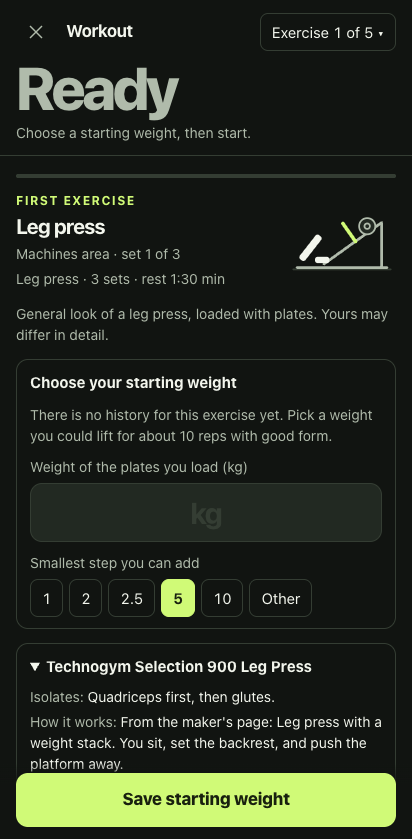 Workout
Exercise 1 of 5
Ready
Choose a starting weight, then start.
FIRST EXERCISE
Leg press
Machines area · set 1 of 3
Leg press · 3 sets · rest 1:30 min
General look of a leg press, loaded with plates. Yours may
differ in detail.
Choose your starting weight
There is no history for this exercise yet. Pick a weight
you could lift for about 10 reps with good form.
Weight of the plates you load (kg)
kg
Smallest step you can add
1 2 2.5 5 10 Other
Technogym Selection 900 Leg Press
Isolates: Quadriceps first, then glutes.
How it works: From the maker's page: Leg press with a
weight stack. You sit, set the backrest, and push the
platform away.
Save starting weight